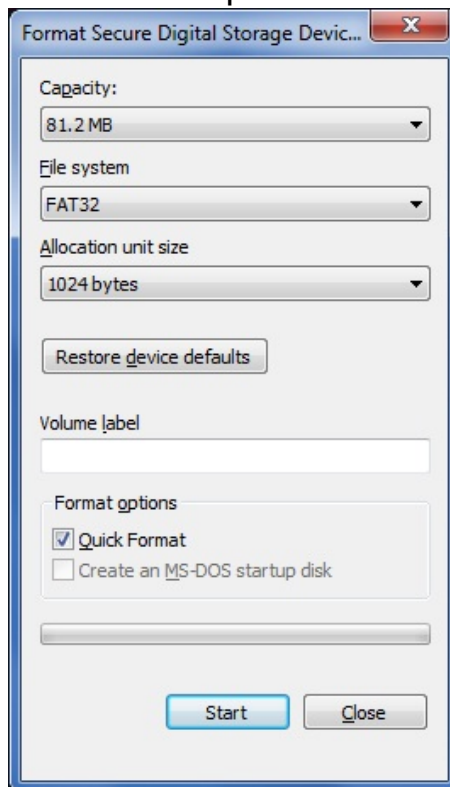 Format Secure Digital Storage Devic...
Capacity:
81.2 MB
File system
FAT32
Allocation unit size
1024 bytes
Restore device defaults
Volume label
Format options
Quick Format
Create an MS-DOS startup disk
Start
Close